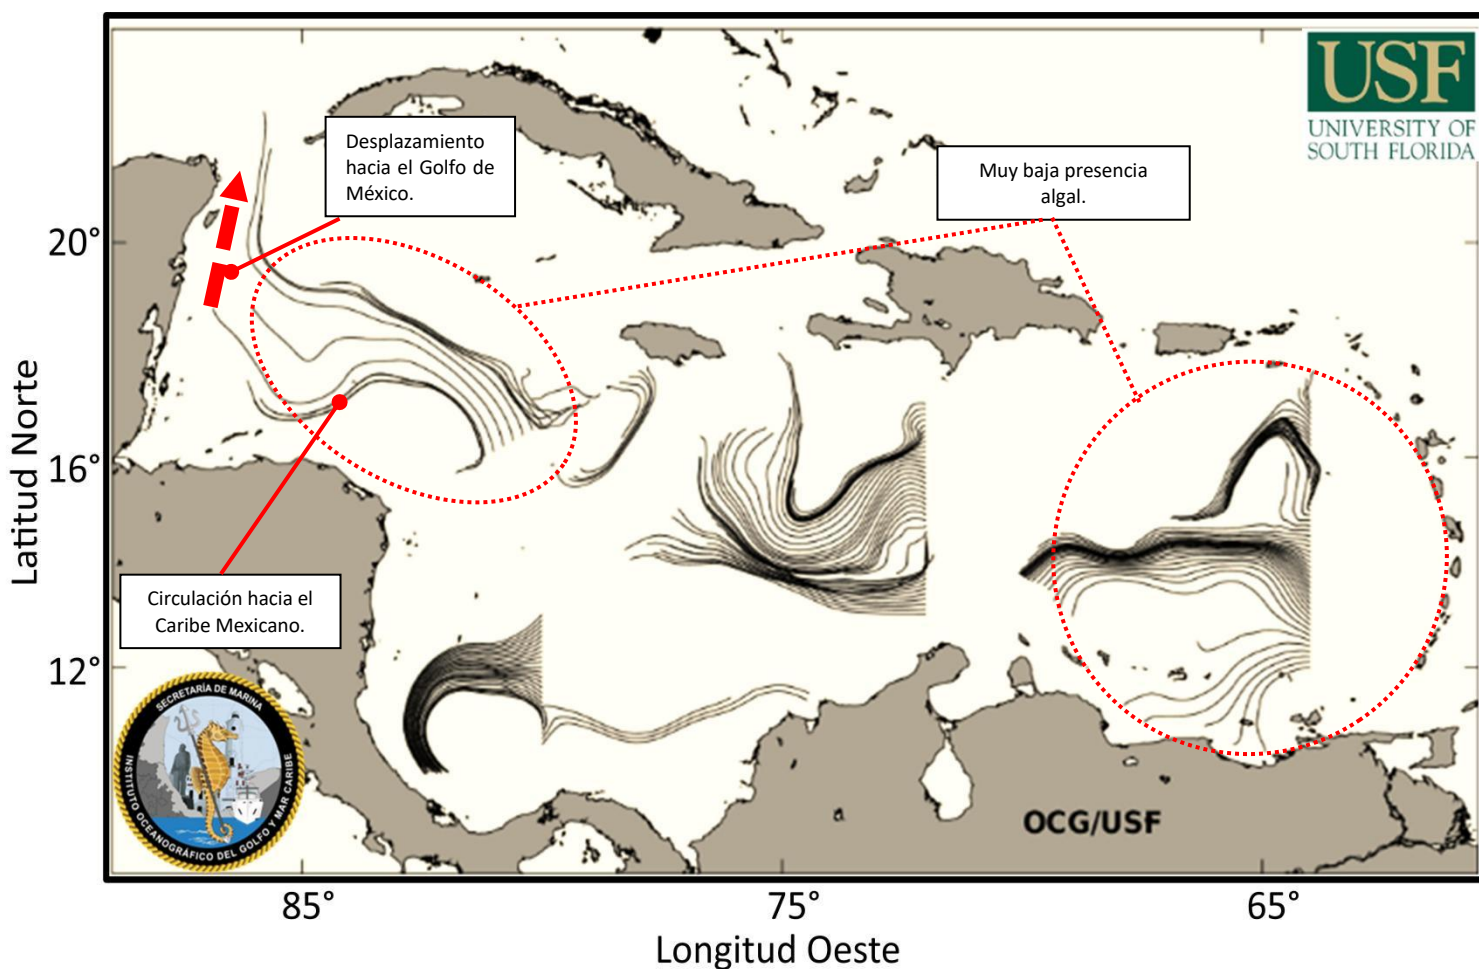 USF
UNIVERSITY OF
SOUTH FLORIDA
Desplazamiento
hacia el Golfo de
México.
Muy baja presencia
algal.
20°
16°
12°
Latitud Norte
Circulación hacia el
Caribe Mexicano.
SECRETARÍA DE MARINA
INSTITUTO OCEANOGRÁFICO DEL GOLFO Y MAR CARIBE
OCG/USF
85°
75°
65°
Longitud Oeste